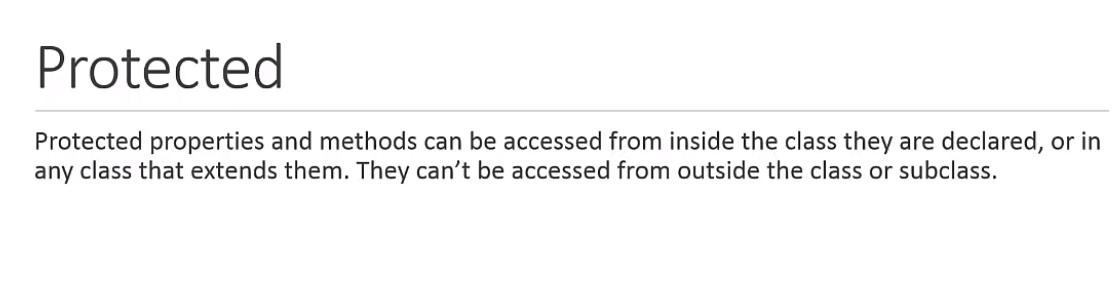 Protected
Protected properties and methods can be accessed from inside the class they are declared, or in
any class that extends them. They can’t be accessed from outside the class or subclass.